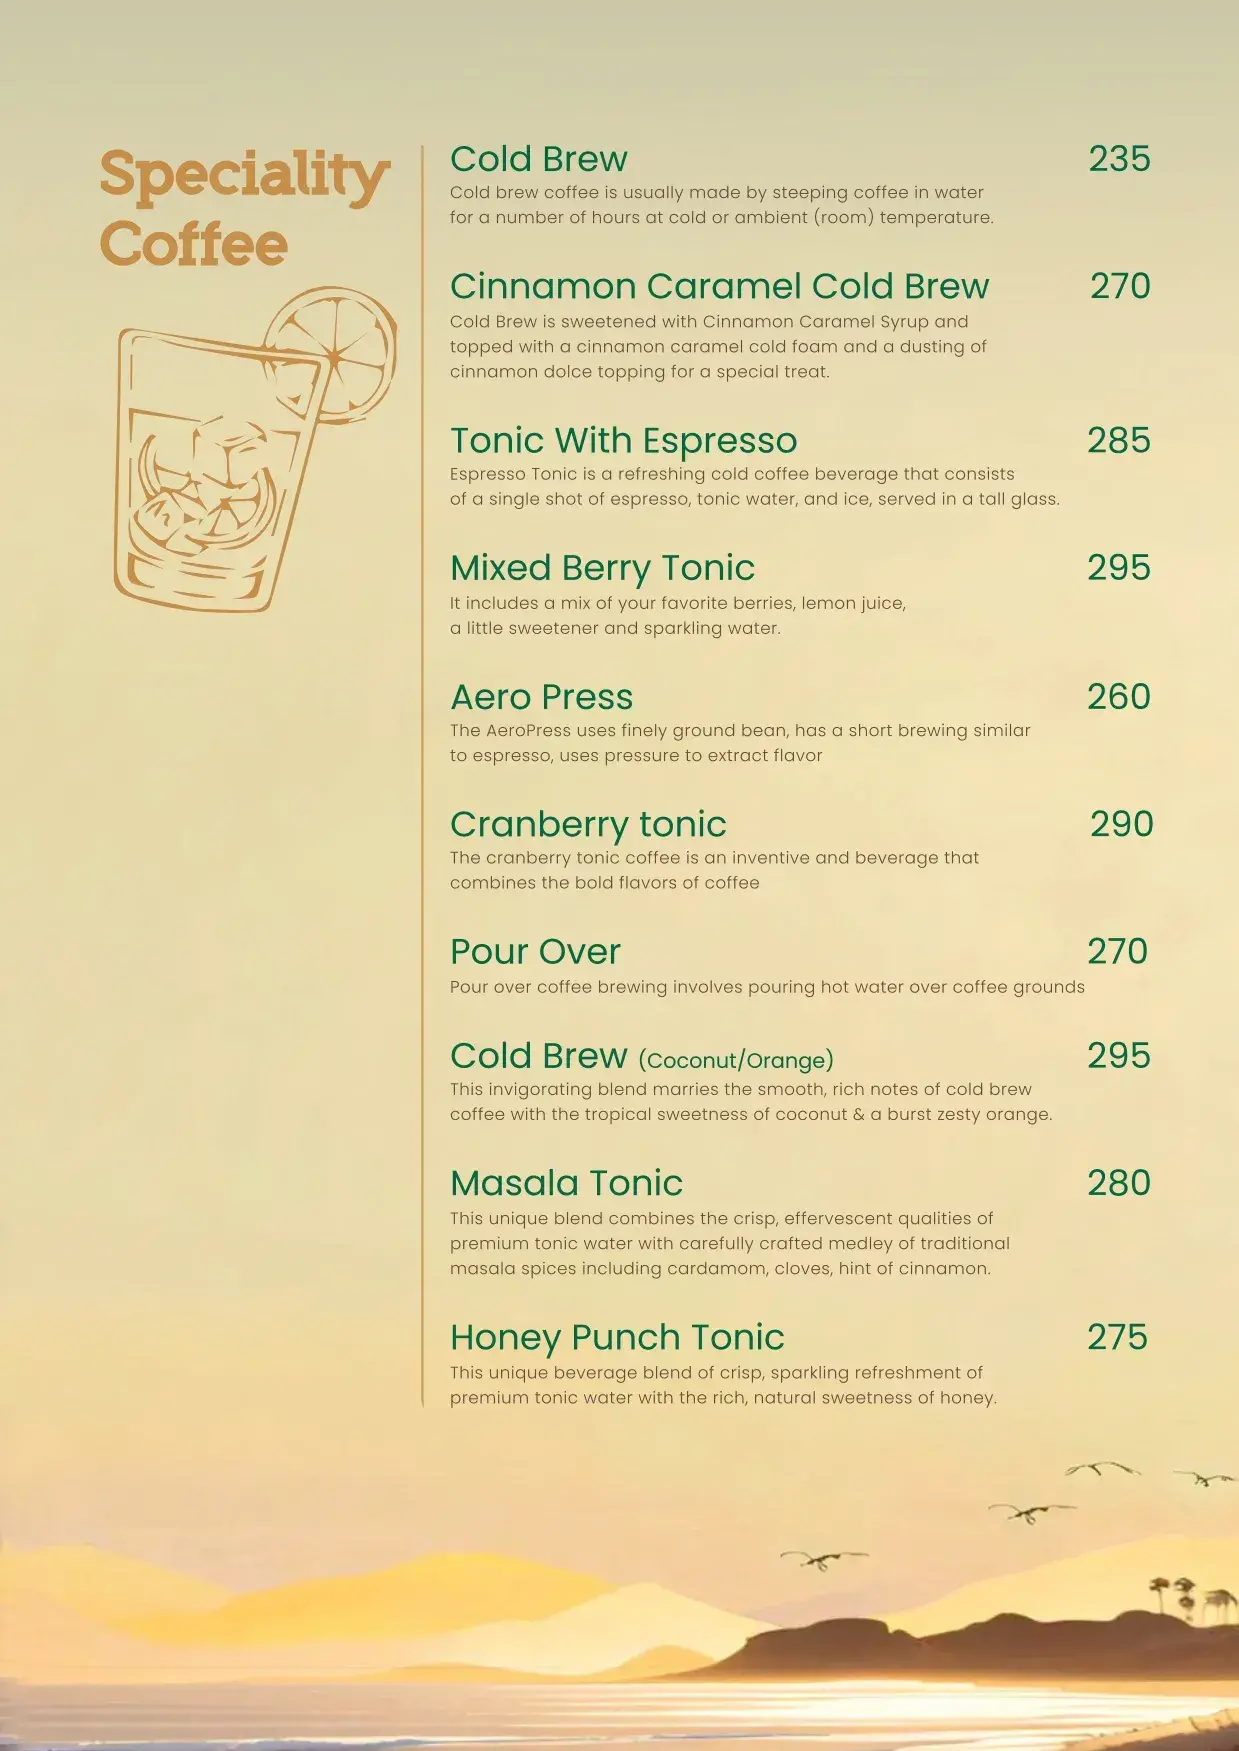 Speciality
Coffee
Cold Brew 235
Cold brew coffee is usually made by steeping coffee in water
for a number of hours at cold or ambient (room) temperature.
Cinnamon Caramel Cold Brew 270
Cold Brew is sweetened with Cinnamon Caramel Syrup and
topped with a cinnamon caramel cold foam and a dusting of
cinnamon dolce topping for a special treat.
Tonic With Espresso 285
Espresso Tonic is a refreshing cold coffee beverage that consists
of a single shot of espresso, tonic water, and ice, served in a tall glass.
Mixed Berry Tonic 295
It includes a mix of your favorite berries, lemon juice,
a little sweetener and sparkling water.
Aero Press 260
The AeroPress uses finely ground bean, has a short brewing similar
to espresso, uses pressure to extract flavor
Cranberry tonic 290
The cranberry tonic coffee is an inventive and beverage that
combines the bold flavors of coffee
Pour Over 270
Pour over coffee brewing involves pouring hot water over coffee grounds
Cold Brew (Coconut/Orange) 295
This invigorating blend marries the smooth, rich notes of cold brew
coffee with the tropical sweetness of coconut & a burst zesty orange.
Masala Tonic 280
This unique blend combines the crisp, effervescent qualities of
premium tonic water with carefully crafted medley of traditional
masala spices including cardamom, cloves, hint of cinnamon.
Honey Punch Tonic 275
This unique beverage blend of crisp, sparkling refreshment of
premium tonic water with the rich, natural sweetness of honey.